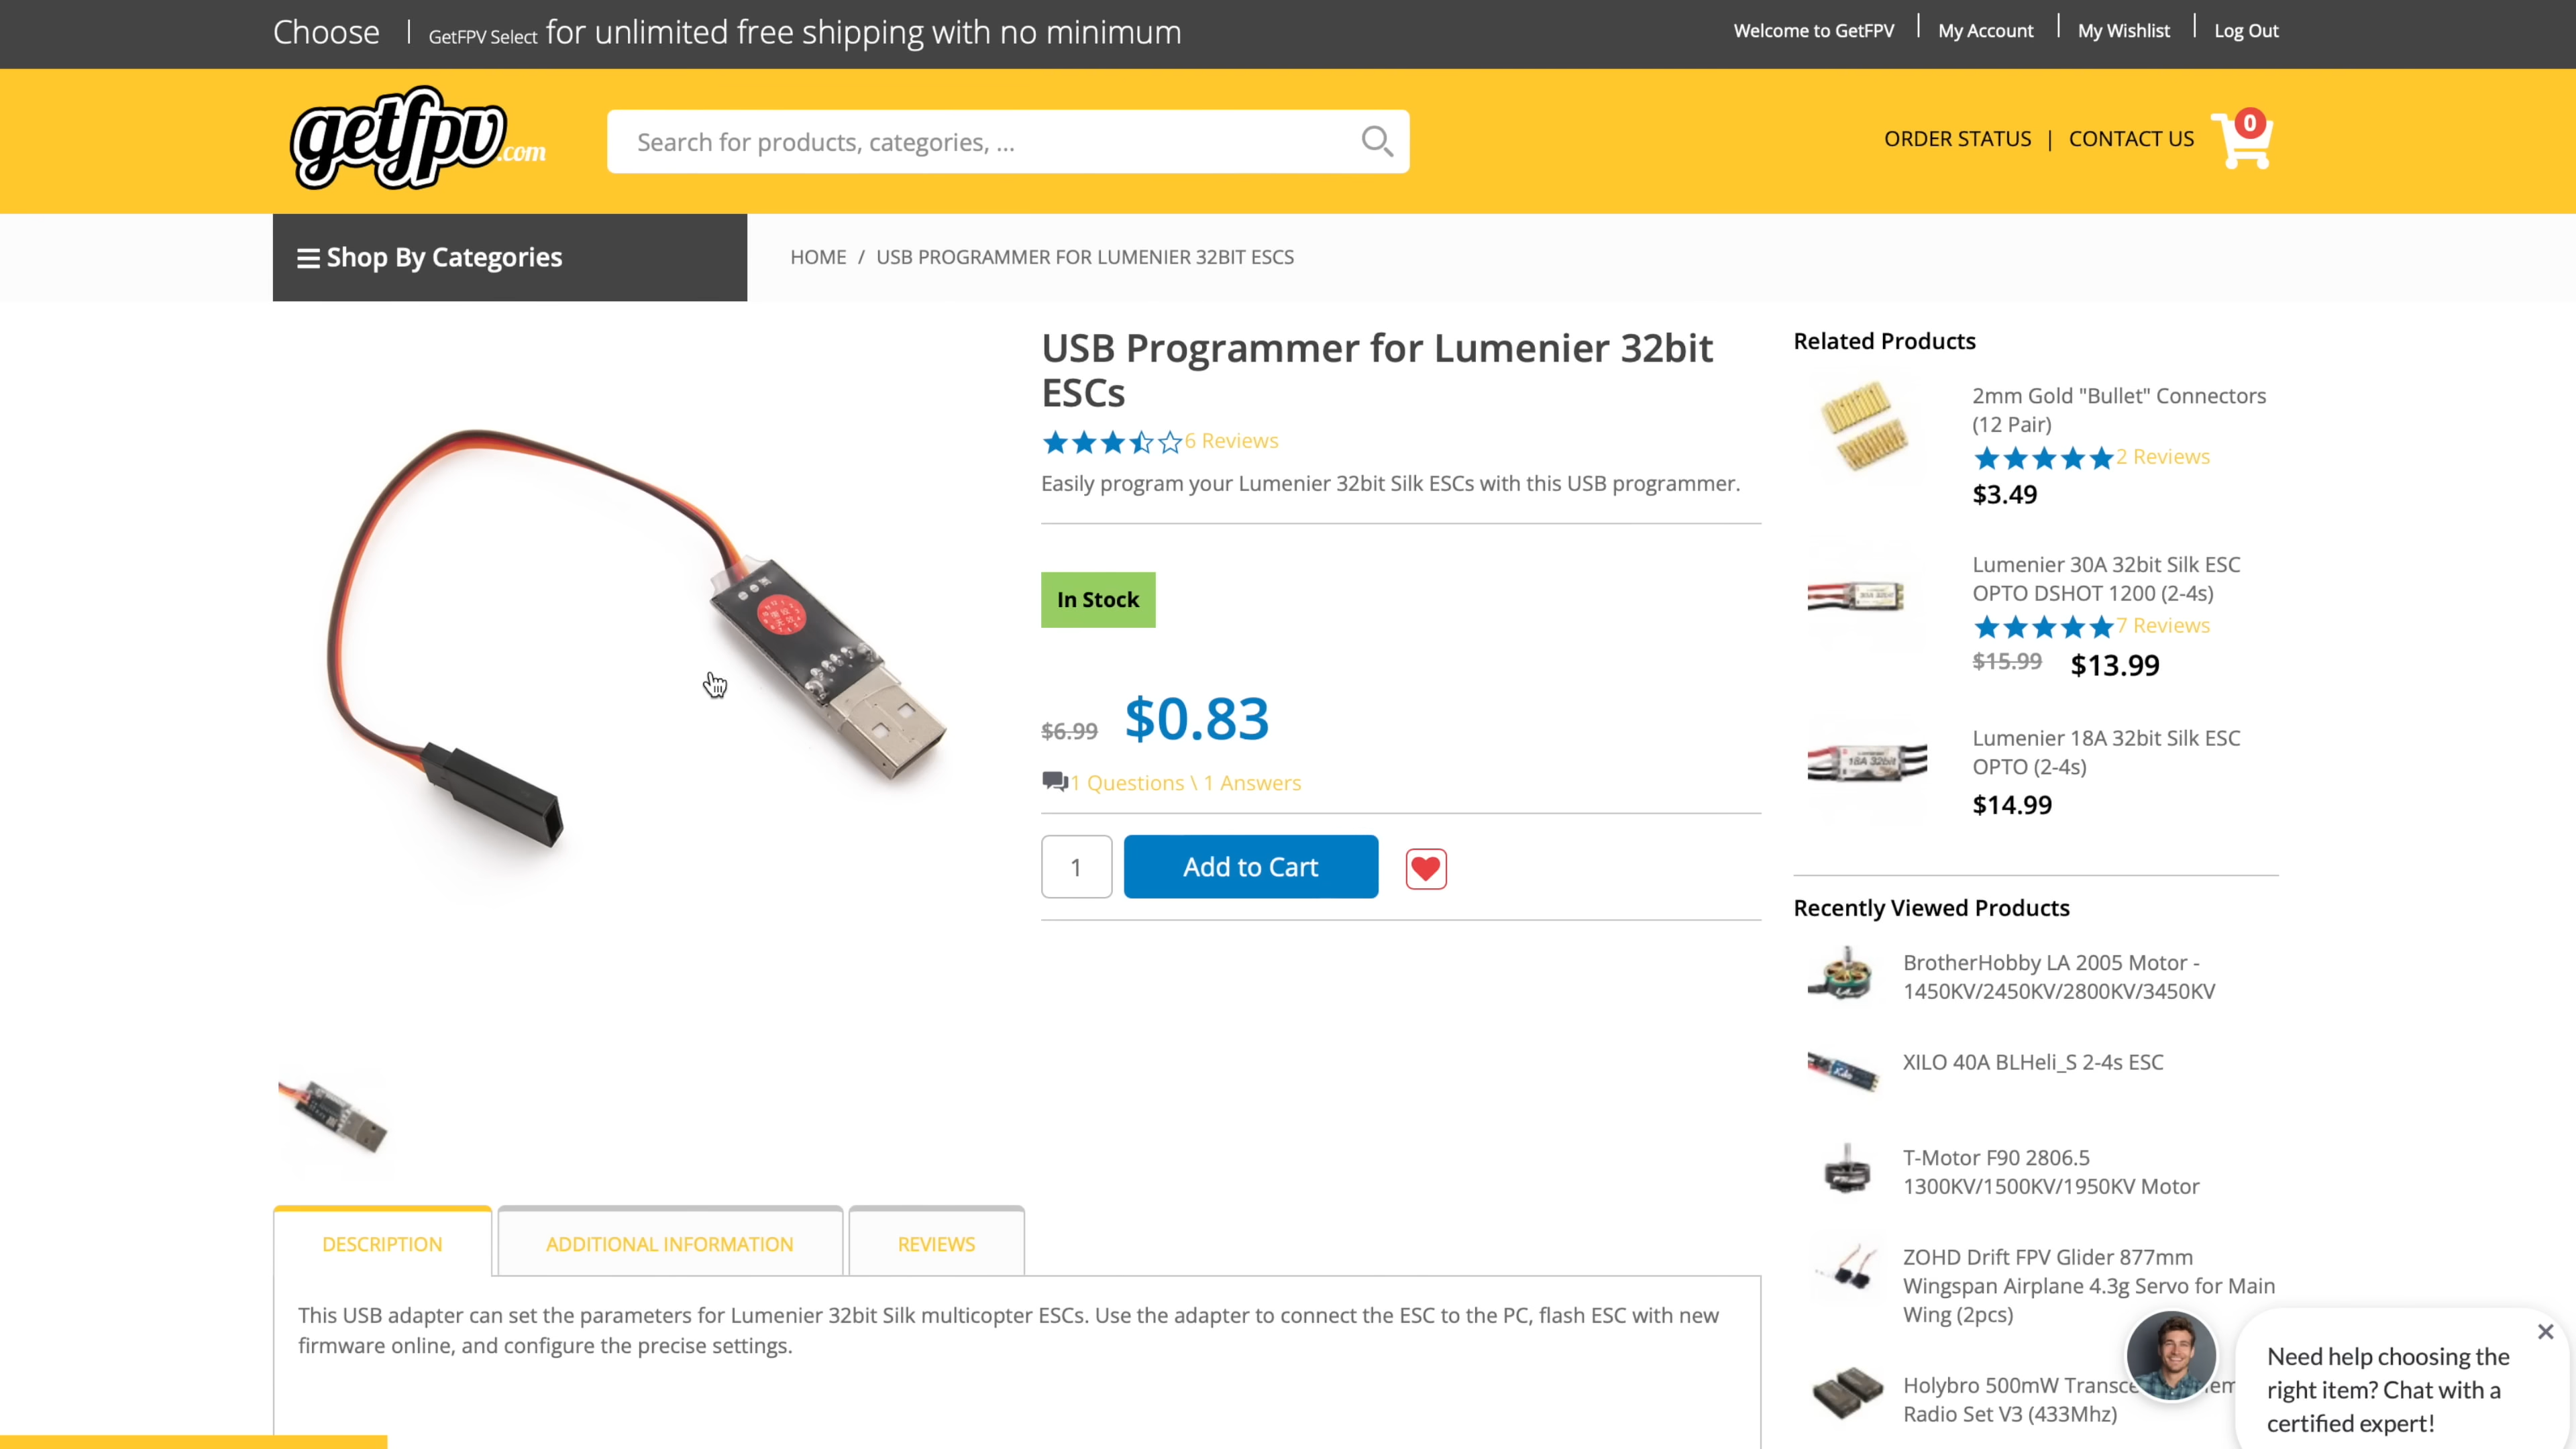 Choose | GetFPV Select for unlimited free shipping with no minimum
Welcome to GetFPV | My Account | My Wishlist | Log Out
getfpv.com
Search for products, categories, ...
ORDER STATUS | CONTACT US
0
Shop By Categories
HOME / USB PROGRAMMER FOR LUMENIER 32BIT ESCS
USB Programmer for Lumenier 32bit
ESCs
6 Reviews
Easily program your Lumenier 32bit Silk ESCs with this USB programmer.
In Stock
$6.99 $0.83
1 Questions \ 1 Answers
1
Add to Cart
DESCRIPTION
ADDITIONAL INFORMATION
REVIEWS
This USB adapter can set the parameters for Lumenier 32bit Silk multicopter ESCs. Use the adapter to connect the ESC to the PC, flash ESC with new
firmware online, and configure the precise settings.
Related Products
2mm Gold "Bullet" Connectors
(12 Pair)
2 Reviews
$3.49
Lumenier 30A 32bit Silk ESC
OPTO DSHOT 1200 (2-4s)
7 Reviews
$15.99 $13.99
18A 32bit
Lumenier 18A 32bit Silk ESC
OPTO (2-4s)
$14.99
Recently Viewed Products
BrotherHobby LA 2005 Motor -
1450KV/2450KV/2800KV/3450KV
XILO 40A BLHeli_S 2-4s ESC
T-Motor F90 2806.5
1300KV/1500KV/1950KV Motor
ZOHD Drift FPV Glider 877mm
Wingspan Airplane 4.3g Servo for Main
Wing (2pcs)
Holybro 500mW
Radio Set V3 (433Mhz)
Need help choosing the
right item? Chat with a
certified expert!